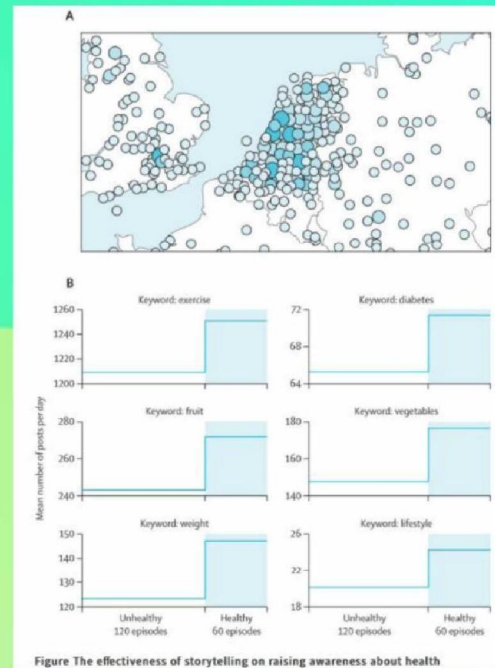 A
B
Mean number of posts per day
Keyword: exercise
1260
1240
1220
1200
Keyword: diabetes
72
68
64
Keyword: fruit
280
260
240
Keyword: vegetables
180
160
140
Keyword: weight
150
140
130
120
Keyword: lifestyle
26
22
18
Unhealthy
120 episodes
Healthy
60 episodes
Unhealthy
120 episodes
Healthy
60 episodes
Figure The effectiveness of storytelling on raising awareness about health